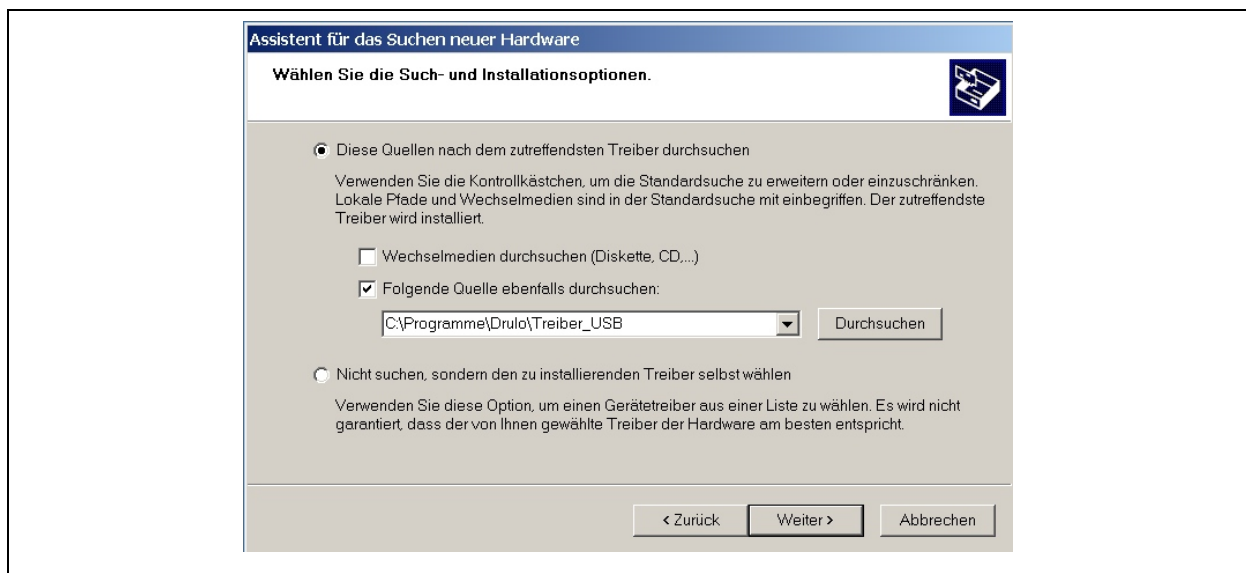 Assistent für das Suchen neuer Hardware
Wählen Sie die Such- und Installationsoptionen.
Diese Quellen nach dem zutreffendsten Treiber durchsuchen
Verwenden Sie die Kontrollkästchen, um die Standardsuche zu erweitern oder einzuschränken.
Lokale Pfade und Wechselmedien sind in der Standardsuche mit einbegriffen. Der zutreffendste
Treiber wird installiert.
Wechselmedien durchsuchen (Diskette, CD,...)
Folgende Quelle ebenfalls durchsuchen:
C:\Programme\Drulo\Treiber_USB
Durchsuchen
Nicht suchen, sondern den zu installierenden Treiber selbst wählen
Verwenden Sie diese Option, um einen Gerätetreiber aus einer Liste zu wählen. Es wird nicht
garantiert, dass der von Ihnen gewählte Treiber der Hardware am besten entspricht.
< Zurück
Weiter >
Abbrechen